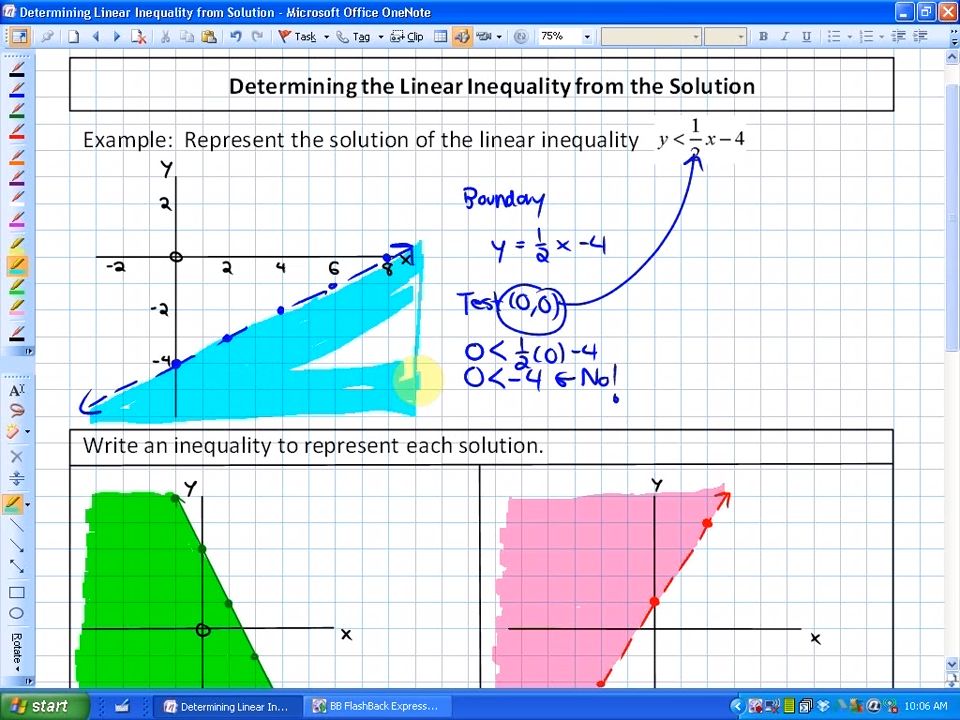 Determining Linear Inequality from Solution - Microsoft Office OneNote
Task Tag Clip 75% B I U
Determining the Linear Inequality from the Solution
Example: Represent the solution of the linear inequality y < 1/2 x − 4
Y
2
Boundary
y = 1/2 x -4
-2 2 4 6 8 x
Test (0,0)
-2
0 < 1/2 (0) -4
-4
0 < -4 ← No!
Write an inequality to represent each solution.
Y
Y
x
x
A
Rotate
start Determining Linear In... BB FlashBack Express... 10:06 AM